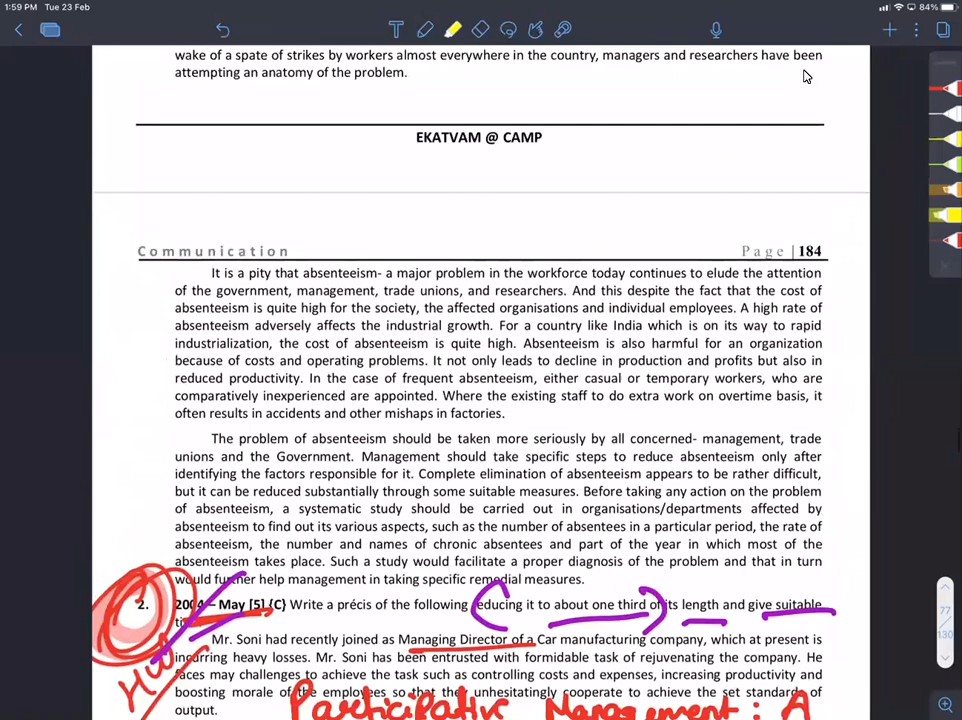 1:59 PM Tue 23 Feb
84%
wake of a spate of strikes by workers almost everywhere in the country, managers and researchers have been
attempting an anatomy of the problem.
EKATVAM @ CAMP
Communication Page |184
It is a pity that absenteeism- a major problem in the workforce today continues to elude the attention
of the government, management, trade unions, and researchers. And this despite the fact that the cost of
absenteeism is quite high for the society, the affected organisations and individual employees. A high rate of
absenteeism adversely affects the industrial growth. For a country like India which is on its way to rapid
industrialization, the cost of absenteeism is quite high. Absenteeism is also harmful for an organization
because of costs and operating problems. It not only leads to decline in production and profits but also in
reduced productivity. In the case of frequent absenteeism, either casual or temporary workers, who are
comparatively inexperienced are appointed. Where the existing staff to do extra work on overtime basis, it
often results in accidents and other mishaps in factories.
The problem of absenteeism should be taken more seriously by all concerned- management, trade
unions and the Government. Management should take specific steps to reduce absenteeism only after
identifying the factors responsible for it. Complete elimination of absenteeism appears to be rather difficult,
but it can be reduced substantially through some suitable measures. Before taking any action on the problem
of absenteeism, a systematic study should be carried out in organisations/departments affected by
absenteeism to find out its various aspects, such as the number of absentees in a particular period, the rate of
absenteeism, the number and names of chronic absentees and part of the year in which most of the
absenteeism takes place. Such a study would facilitate a proper diagnosis of the problem and that in turn
would further help management in taking specific remedial measures.
2. 2004 – May [5] {C} Write a précis of the following reducing it to about one third of its length and give suitable
Mr. Soni had recently joined as Managing Director of a Car manufacturing company, which at present is
incurring heavy losses. Mr. Soni has been entrusted with formidable task of rejuvenating the company. He
faces may challenges to achieve the task such as controlling costs and expenses, increasing productivity and
boosting morale of the employees so that they unhesitatingly cooperate to achieve the set standards of
output.
Participative Management : A
77
130